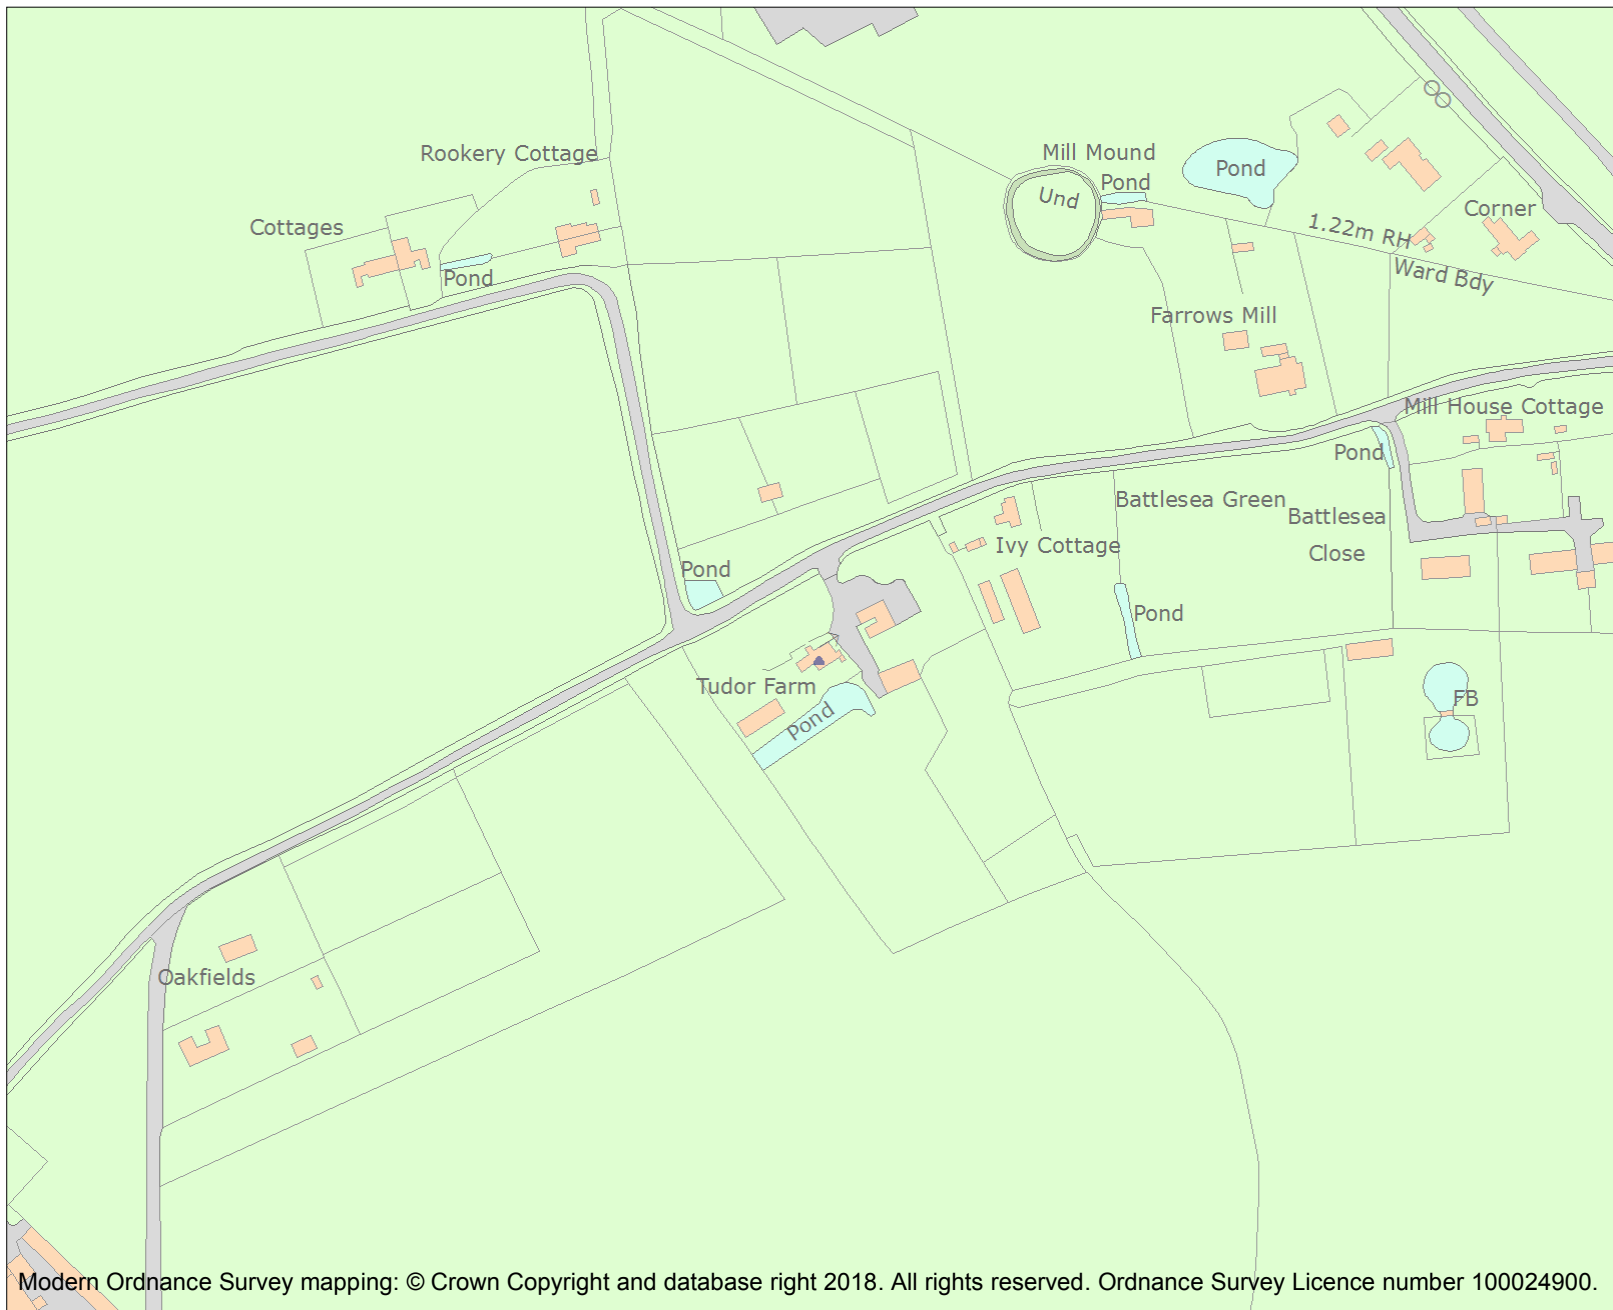 Rookery Cottage
Mill Mound
Pond
Pond
Und
Cottages
Corner
1.22m RH
Pond
Ward Bdy
Farrows Mill
Mill House Cottage
Pond
Battlesea Green
Battlesea
Close
Ivy Cottage
Pond
Pond
Tudor Farm
FB
Pond
Oakfields
Modern Ordnance Survey mapping: © Crown Copyright and database right 2018. All rights reserved. Ordnance Survey Licence number 100024900.